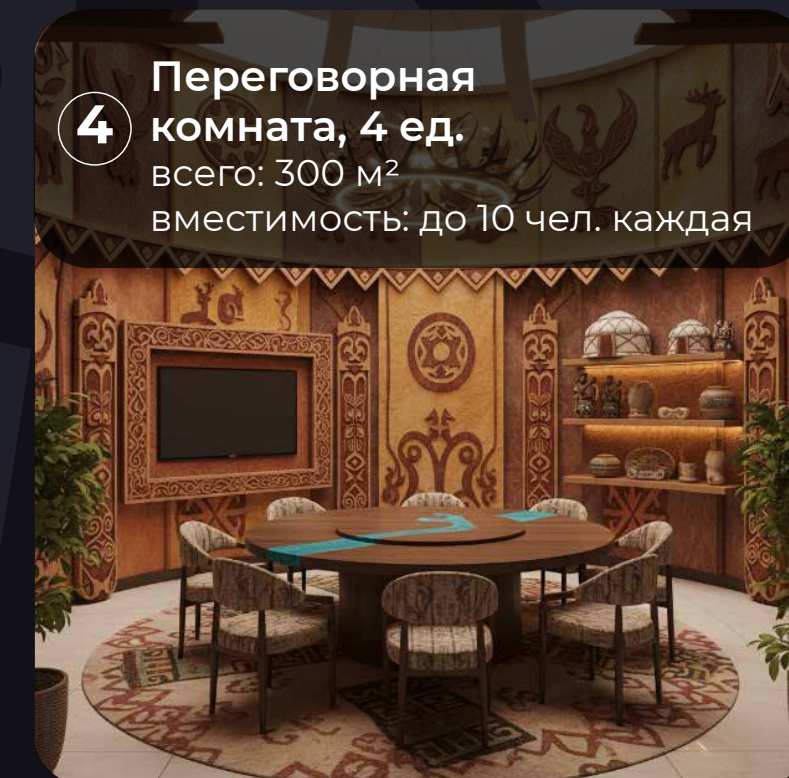 4
Переговорная
комната, 4 ед.
всего: 300 м²
вместимость: до 10 чел. каждая